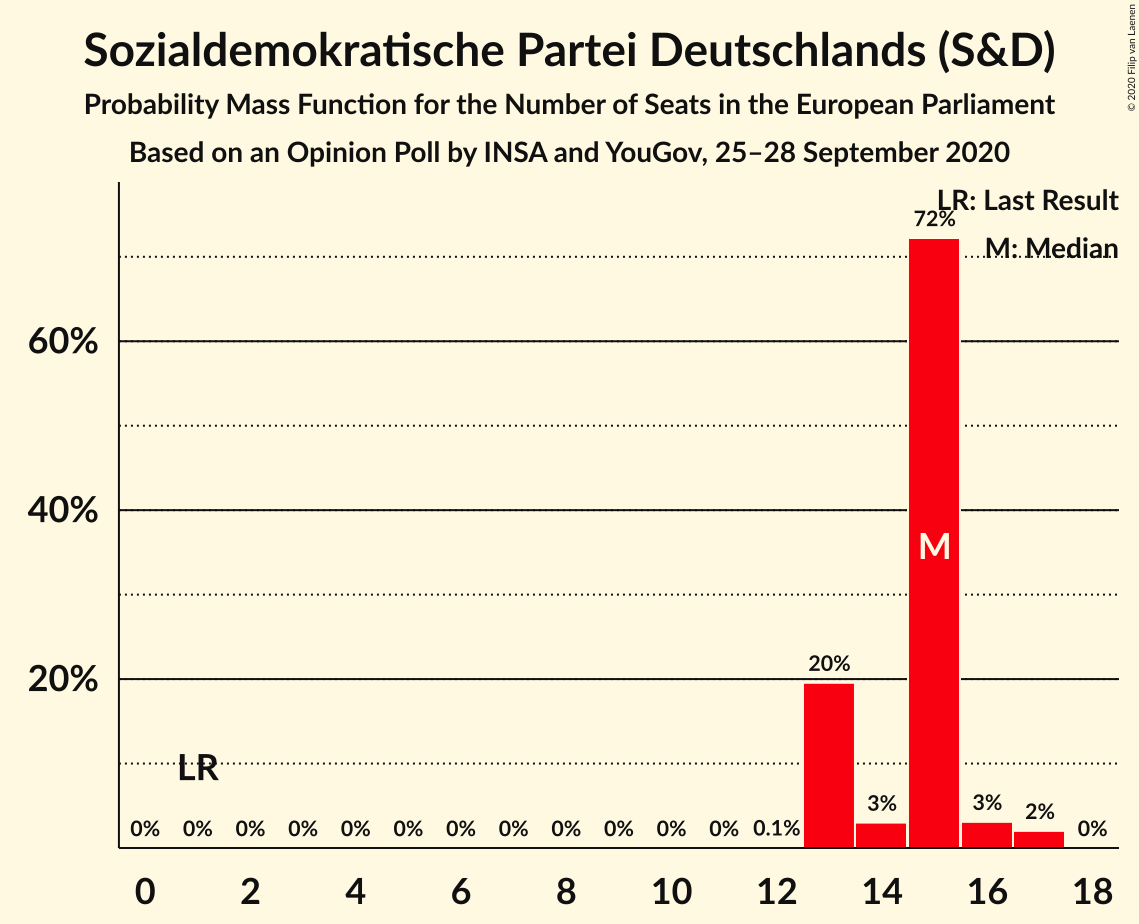 Sozialdemokratische Partei Deutschlands (S&D)
Probability Mass Function for the Number of Seats in the European Parliament
Based on an Opinion Poll by INSA and YouGov, 25–28 September 2020
© 2020 Filip van Laenen
LR: Last Result
M: Median
72%
60%
40%
M
20%
20%
LR
0% 0% 0% 0% 0% 0% 0% 0% 0% 0% 0% 0% 0.1% 3% 3% 2% 0%
0 2 4 6 8 10 12 14 16 18